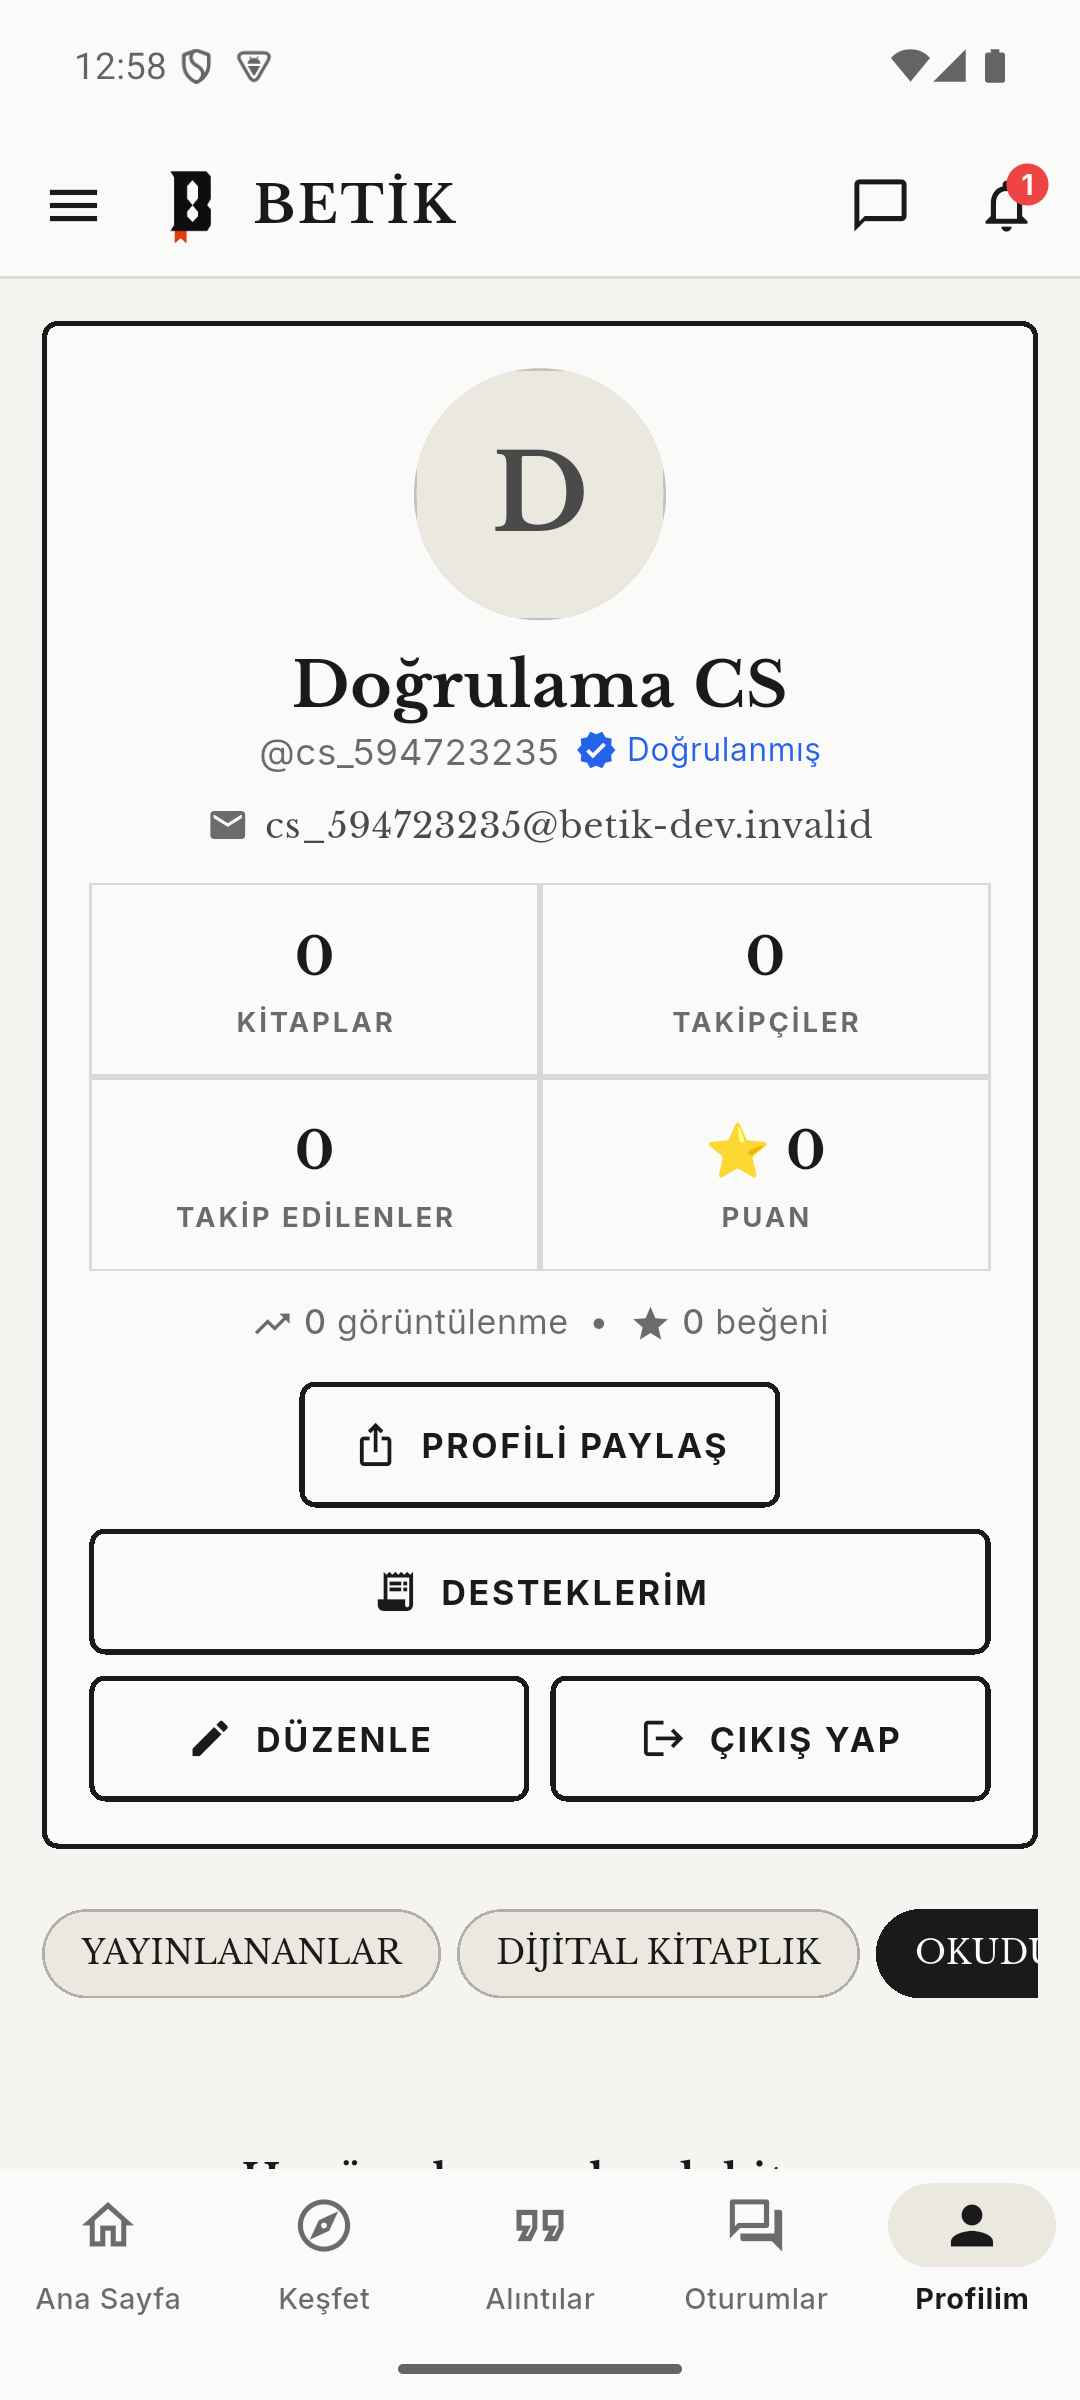 12:58
BETİK
1
D
Doğrulama CS
@cs_594723235 Doğrulanmış
cs_594723235@betik-dev.invalid
0
KİTAPLAR
0
TAKİPÇİLER
0
TAKİP EDİLENLER
0
PUAN
0 görüntülenme • 0 beğeni
PROFİLİ PAYLAŞ
DESTEKLERİM
DÜZENLE
ÇIKIŞ YAP
YAYINLANANLAR
DİJİTAL KİTAPLIK
Ana Sayfa
Keşfet
Alıntılar
Oturumlar
Profilim